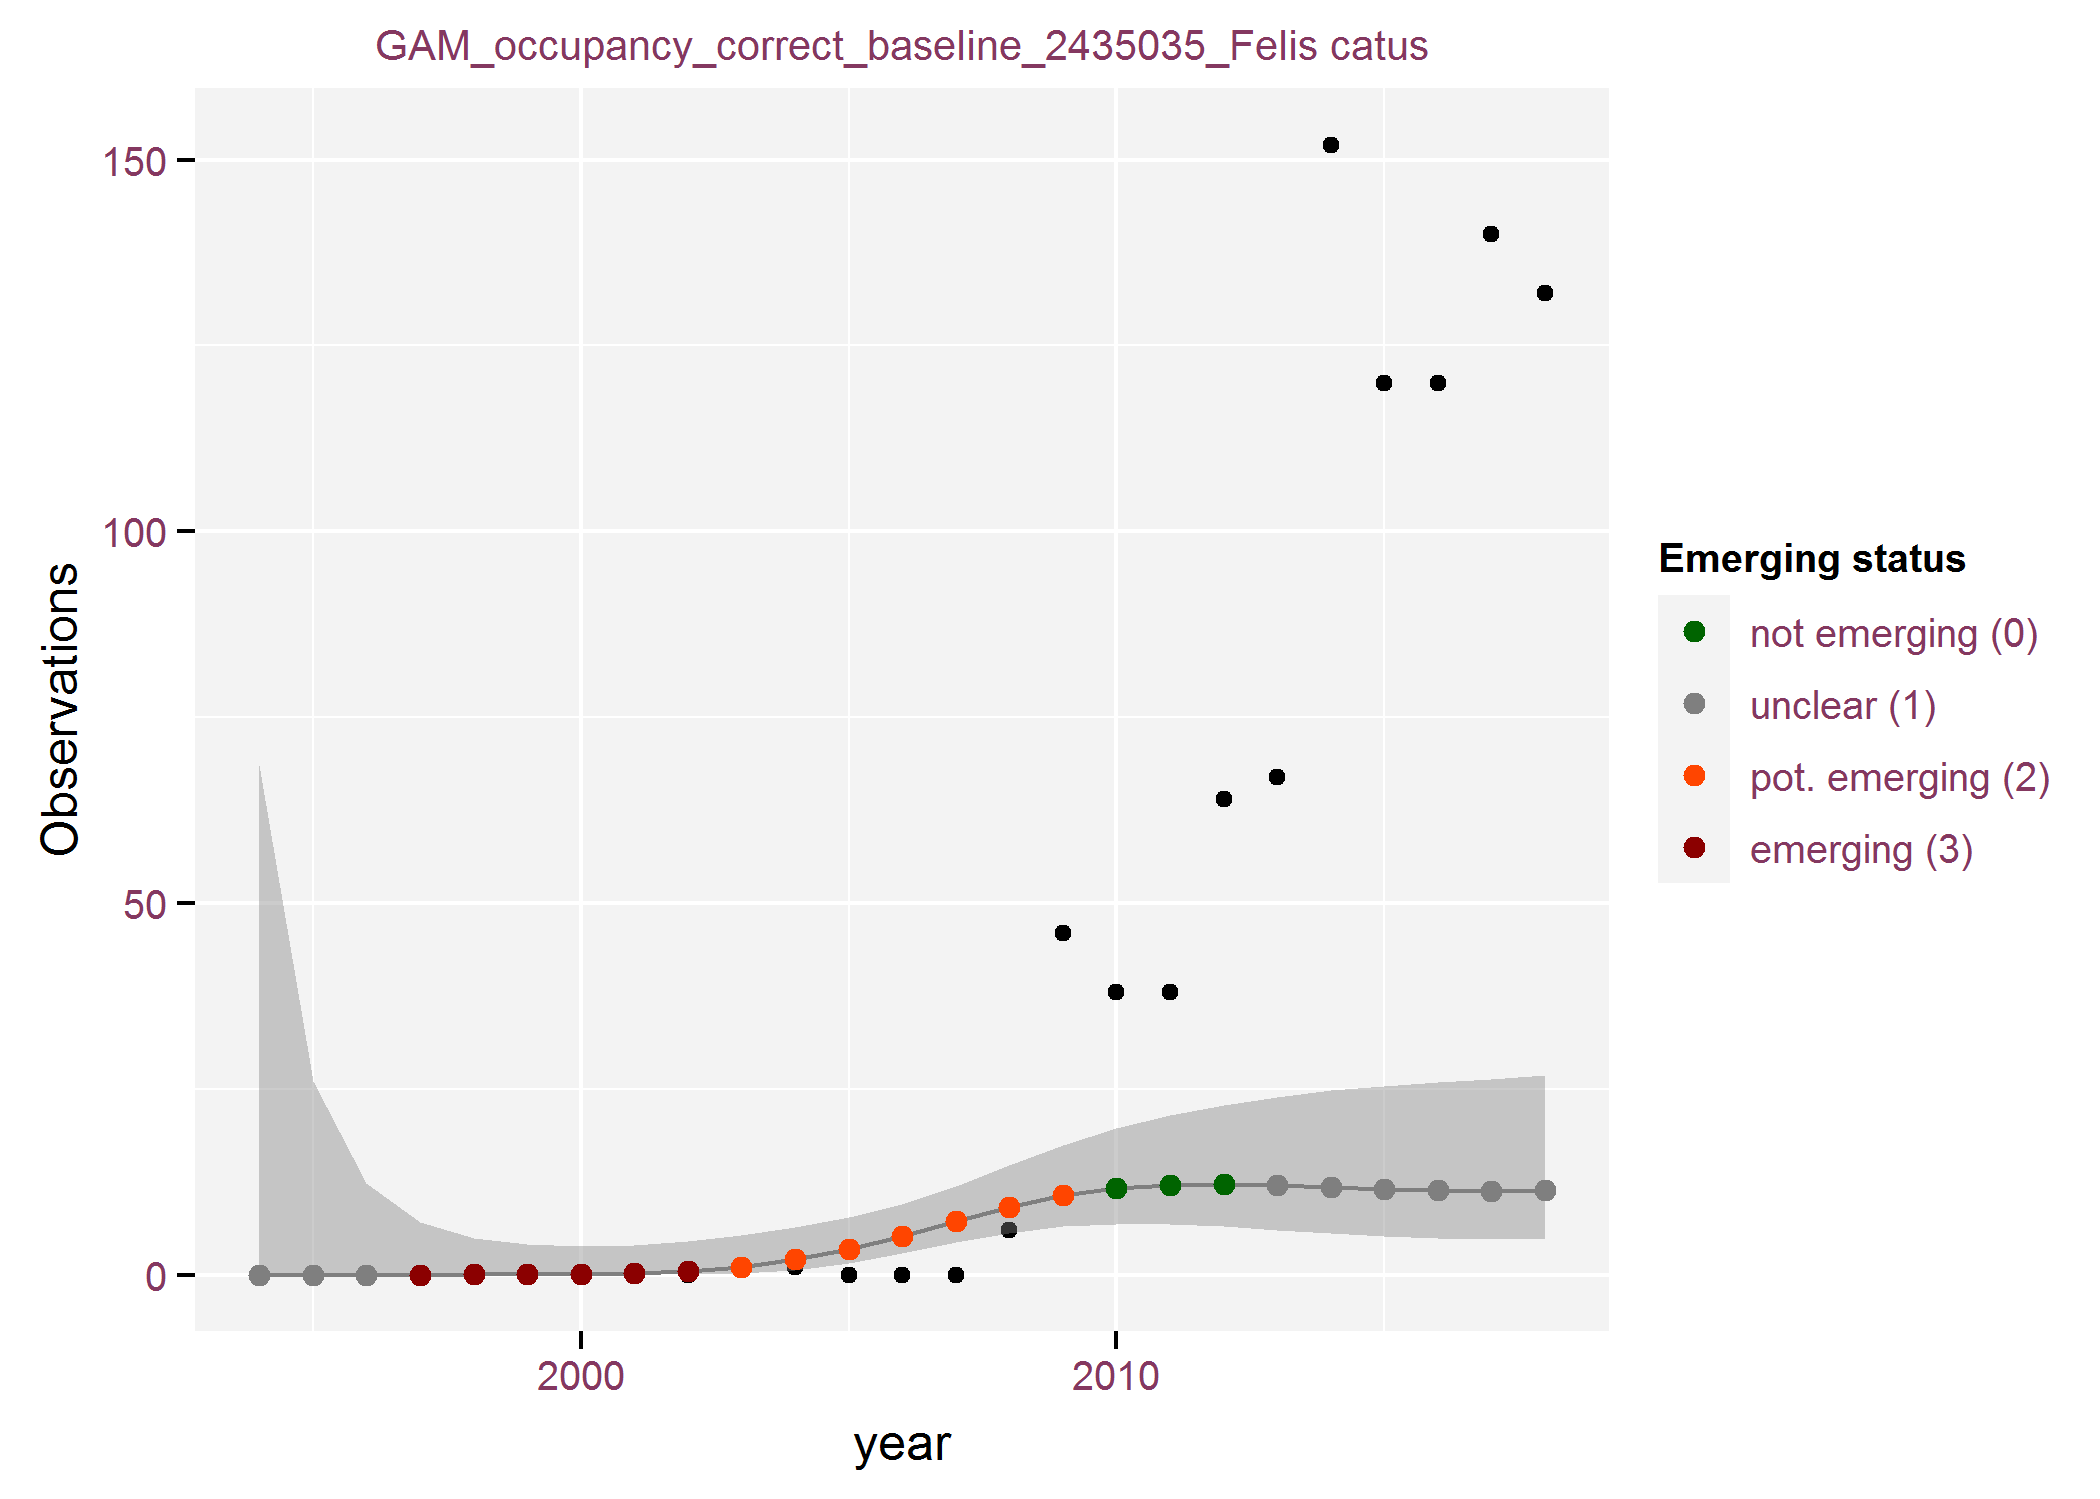 GAM_occupancy_correct_baseline_2435035_Felis catus
150
100
50
0
Observations
2000
2010
year
Emerging status
not emerging (0)
unclear (1)
pot. emerging (2)
emerging (3)